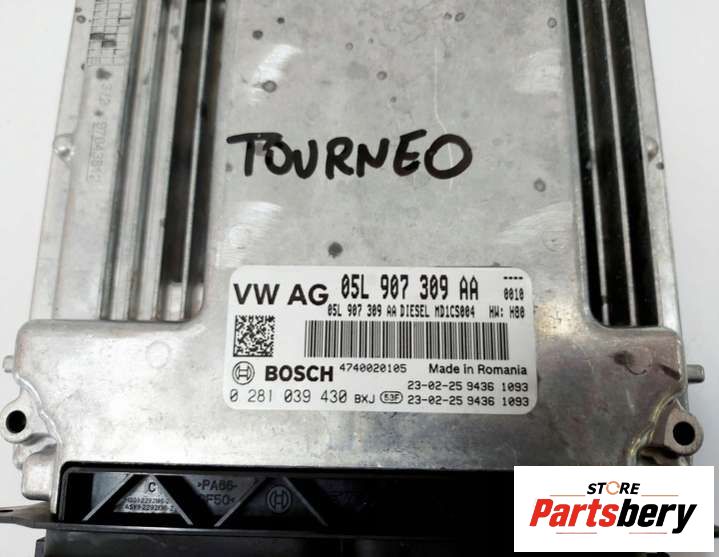 TOURNEO
VW AG 05L 907 309 AA ----
0010
05L 907 309 AA DIESEL MD1CS004 HW: H80
BOSCH 4740020105 Made in Romania
23-02-25 9436 1093
0 281 039 430 BXJ 53F 23-02-25 9436 1093
C
>PA66-
STORE
Partsbery